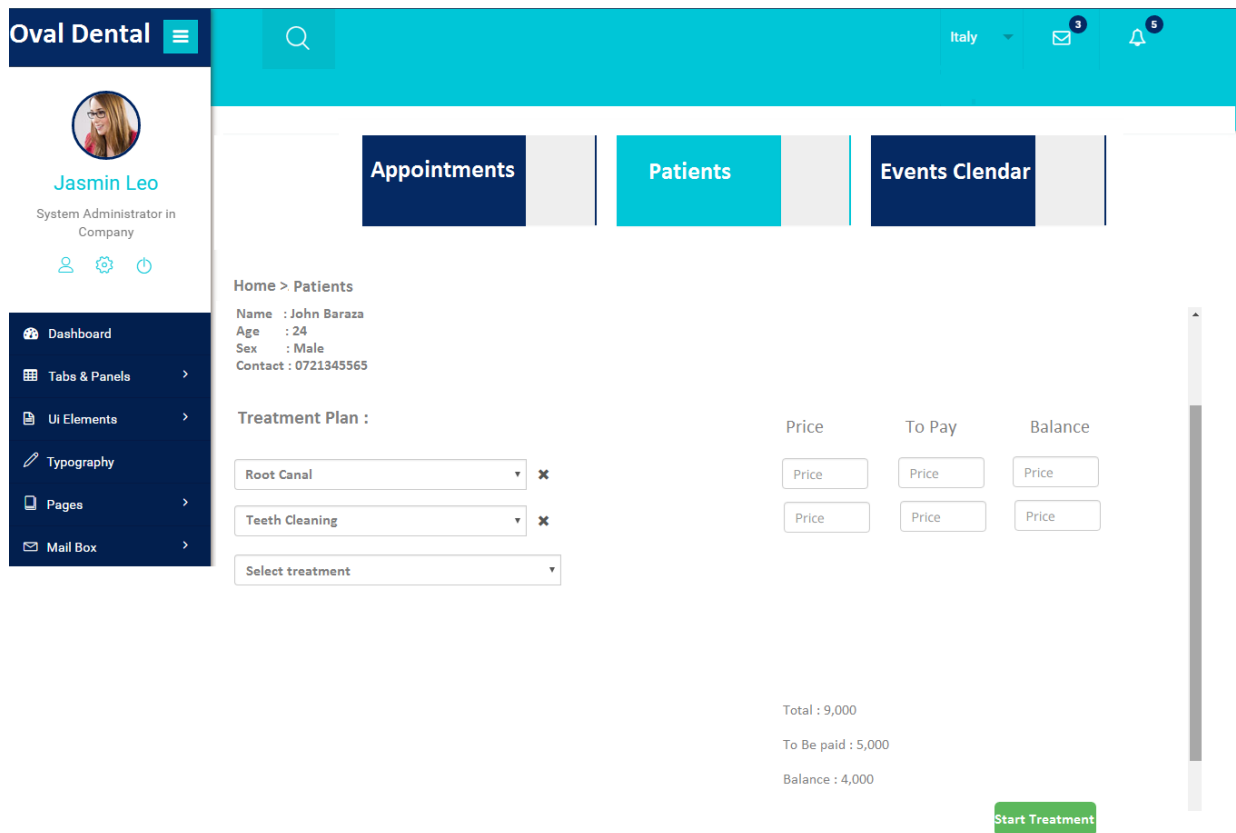 Oval Dental
Italy
3
5
Jasmin Leo
System Administrator in
Company
Appointments
Patients
Events Clendar
Home > Patients
Name : John Baraza
Age : 24
Sex : Male
Contact : 0721345565
Dashboard
Tabs & Panels
Ui Elements
Typography
Pages
Mail Box
Treatment Plan :
Price To Pay Balance
Root Canal
Price Price Price
Teeth Cleaning
Price Price Price
Select treatment
Total : 9,000
To Be paid : 5,000
Balance : 4,000
Start Treatment